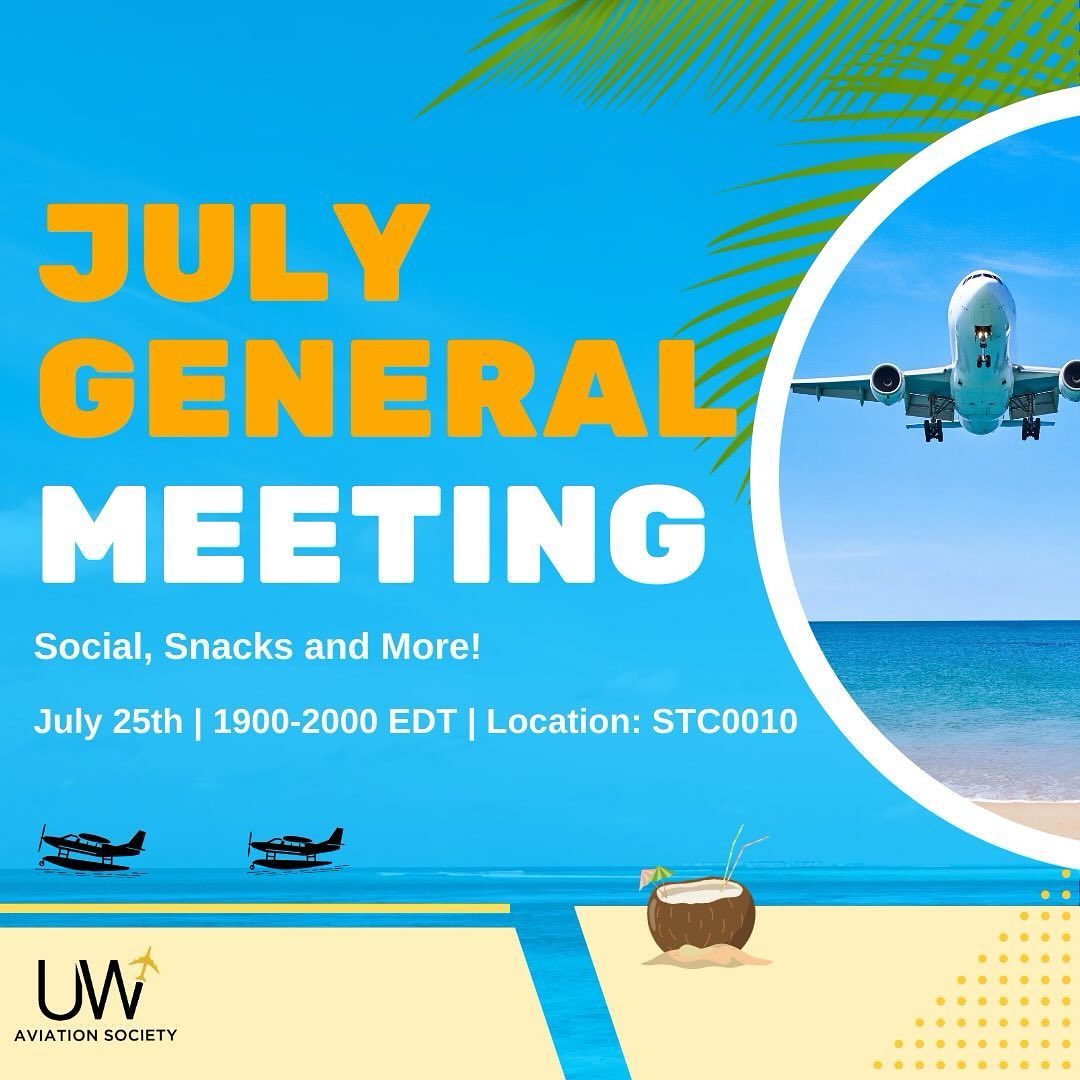 JULY
GENERAL
MEETING
Social, Snacks and More!
July 25th | 1900-2000 EDT | Location: STC0010
UW
AVIATION SOCIETY